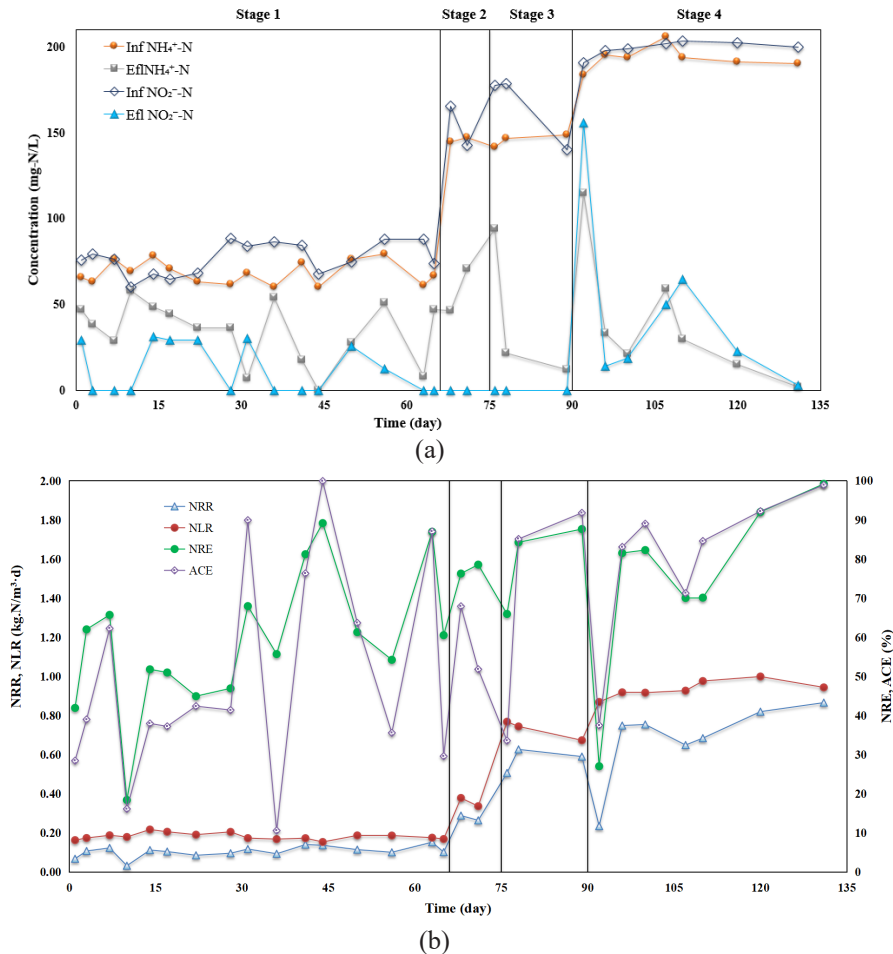 Stage 1 Stage 2 Stage 3 Stage 4
Inf NH₄⁺-N
EflNH₄⁺-N
Inf NO₂⁻-N
Efl NO₂⁻-N
Concentration (mg-N/L)
200
150
100
50
0
0 15 30 45 60 75 90 105 120 135
Time (day)
(a)
NRR
NLR
NRE
ACE
NRR, NLR (kg.N/m³·d)
2.00
1.80
1.60
1.40
1.20
1.00
0.80
0.60
0.40
0.20
0.00
100
90
80
70
60
50
40
30
20
10
0
NRE, ACE (%)
0 15 30 45 60 75 90 105 120 135
Time (day)
(b)